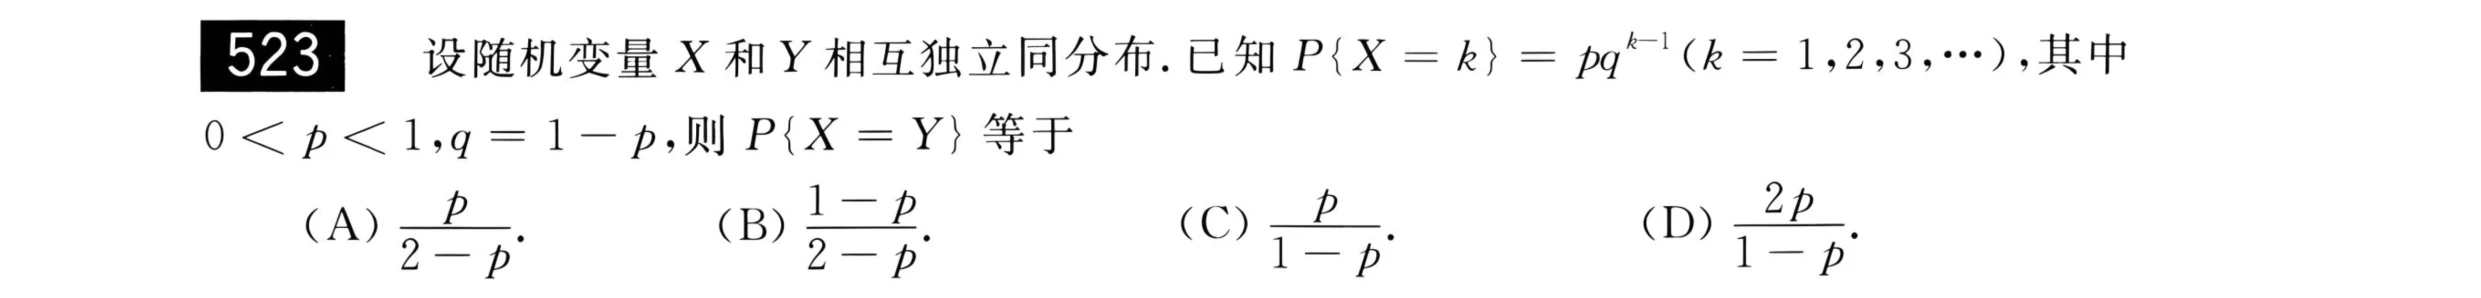 523 设随机变量 X 和 Y 相互独立同分布. 已知 P{X = k} = pq^{k-1} (k = 1,2,3,…), 其中
0 < p < 1, q = 1 - p, 则 P{X = Y} 等于
(A) \frac{p}{2-p}. (B) \frac{1-p}{2-p}. (C) \frac{p}{1-p}. (D) \frac{2p}{1-p}.